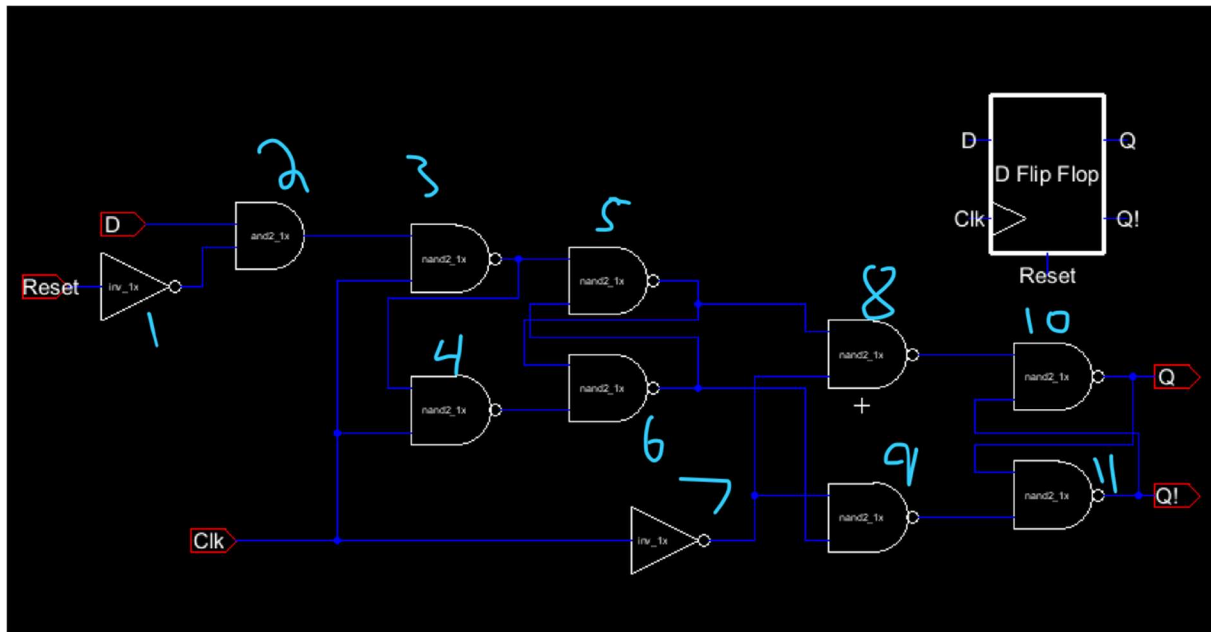 2
3
5
D
and2_1x
nand2_1x
nand2_1x
Reset
inv_1x
1
4
nand2_1x
nand2_1x
6
7
Clk
inv_1x
8
nand2_1x
+
9
nand2_1x
10
nand2_1x
Q
nand2_1x
11
Q!
D
Q
D Flip Flop
Clk
Q!
Reset